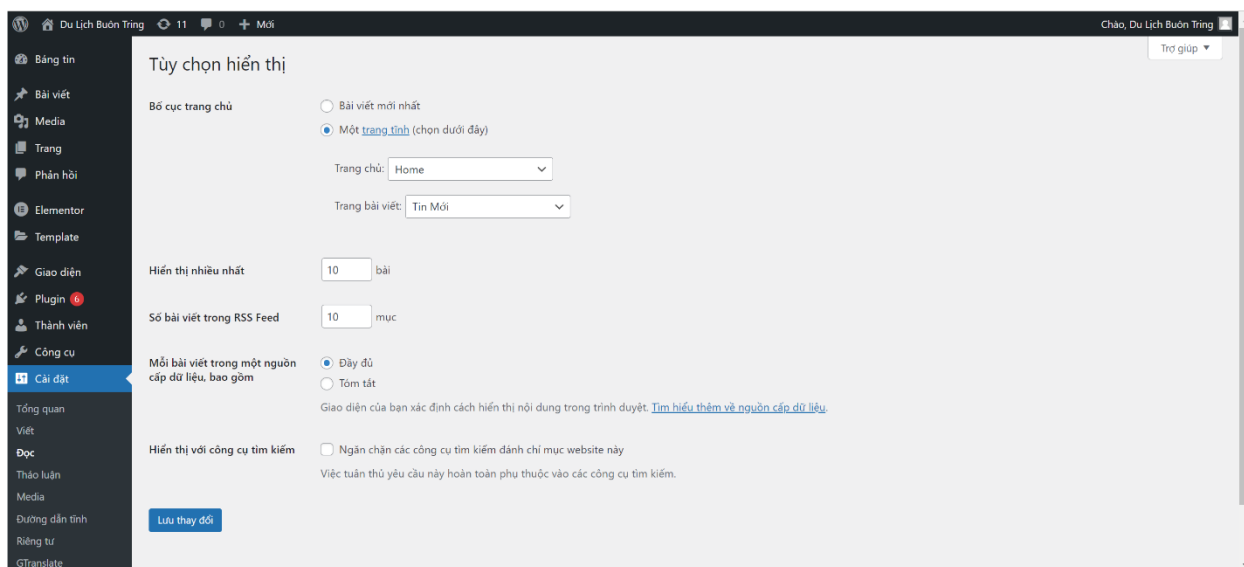 Du Lịch Buôn Tring 11 0 + Mới Chào, Du Lịch Buôn Tring
Trợ giúp ▼
Bảng tin
Bài viết
Media
Trang
Phản hồi
Elementor
Template
Giao diện
Plugin 6
Thành viên
Công cụ
Cài đặt
Tổng quan
Viết
Đọc
Thảo luận
Media
Đường dẫn tĩnh
Riêng tư
GTranslate
Tùy chọn hiển thị
Bố cục trang chủ
Bài viết mới nhất
Một trang tĩnh (chọn dưới đây)
Trang chủ: Home
Trang bài viết: Tin Mới
Hiển thị nhiều nhất 10 bài
Số bài viết trong RSS Feed 10 mục
Mỗi bài viết trong một nguồn
cấp dữ liệu, bao gồm
Đầy đủ
Tóm tắt
Giao diện của bạn xác định cách hiển thị nội dung trong trình duyệt. Tìm hiểu thêm về nguồn cấp dữ liệu.
Hiển thị với công cụ tìm kiếm
Ngăn chặn các công cụ tìm kiếm đánh chỉ mục website này
Việc tuân thủ yêu cầu này hoàn toàn phụ thuộc vào các công cụ tìm kiếm.
Lưu thay đổi